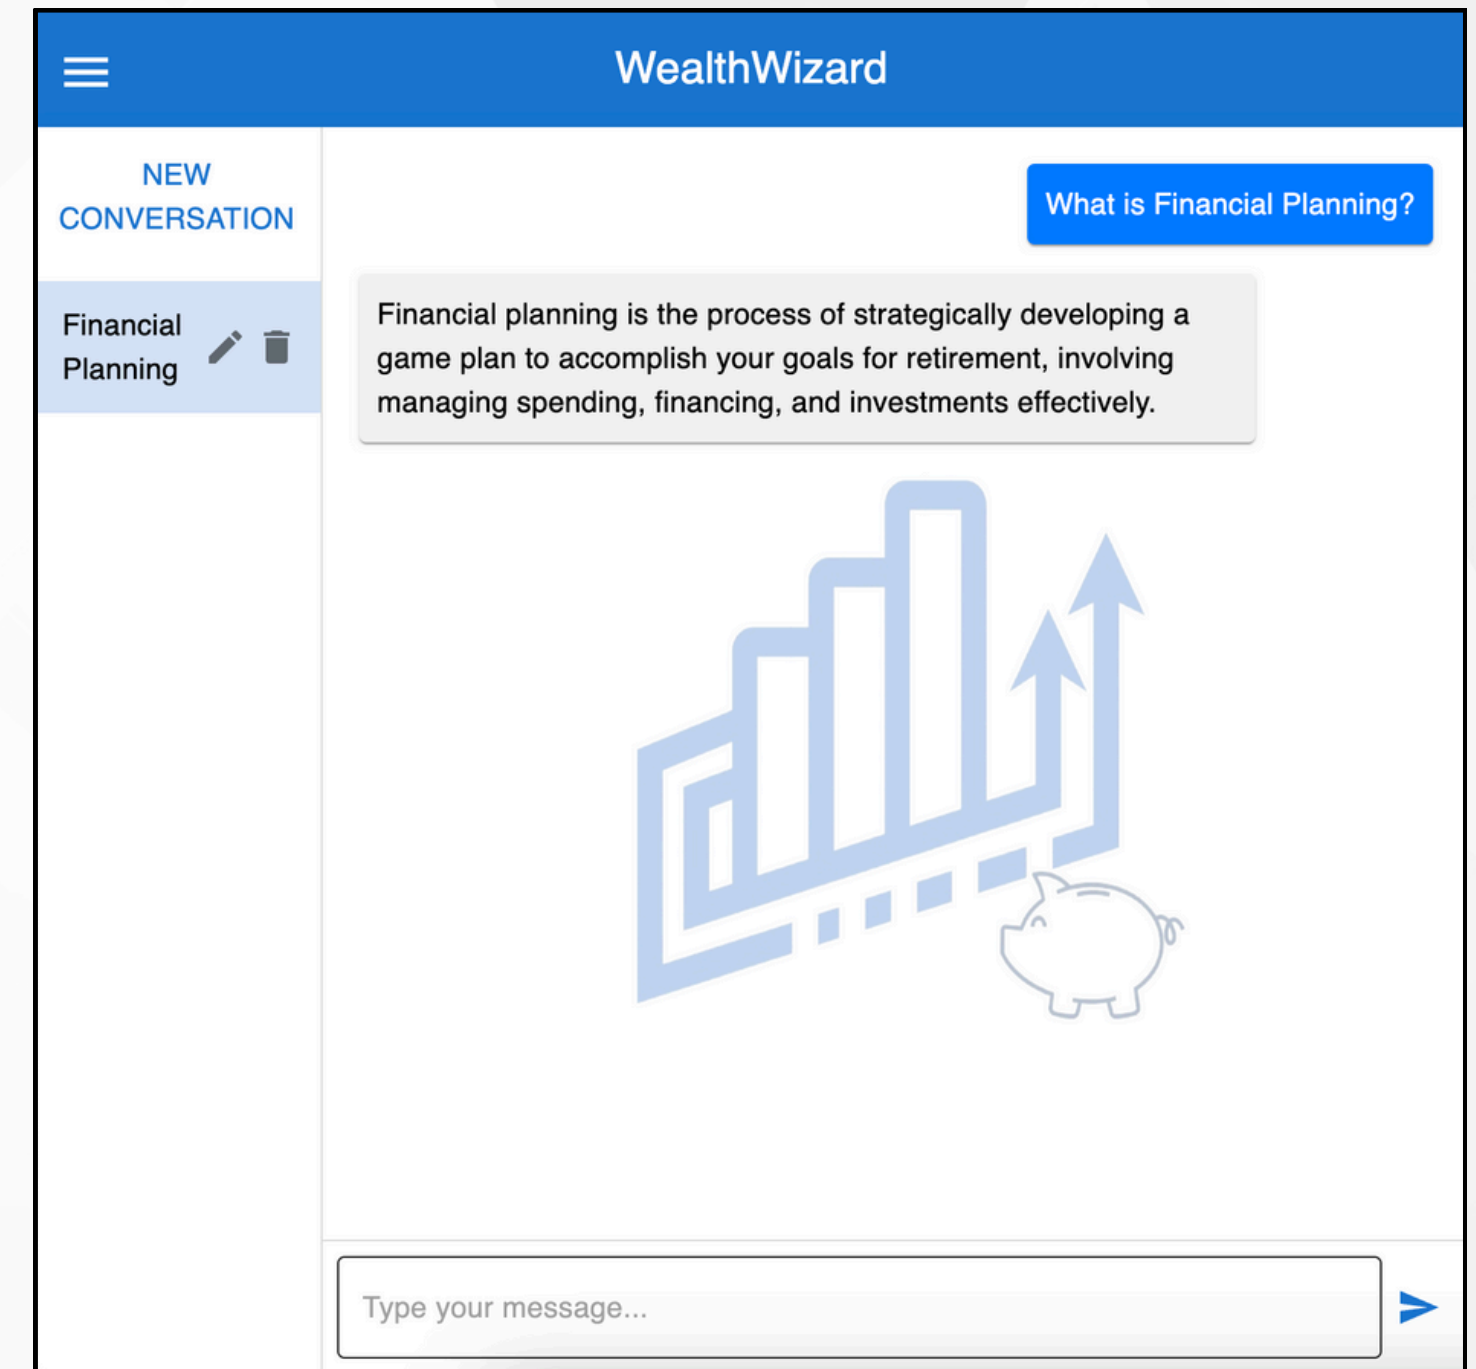 WealthWizard
NEW
CONVERSATION
Financial
Planning
What is Financial Planning?
Financial planning is the process of strategically developing a
game plan to accomplish your goals for retirement, involving
managing spending, financing, and investments effectively.
Type your message...